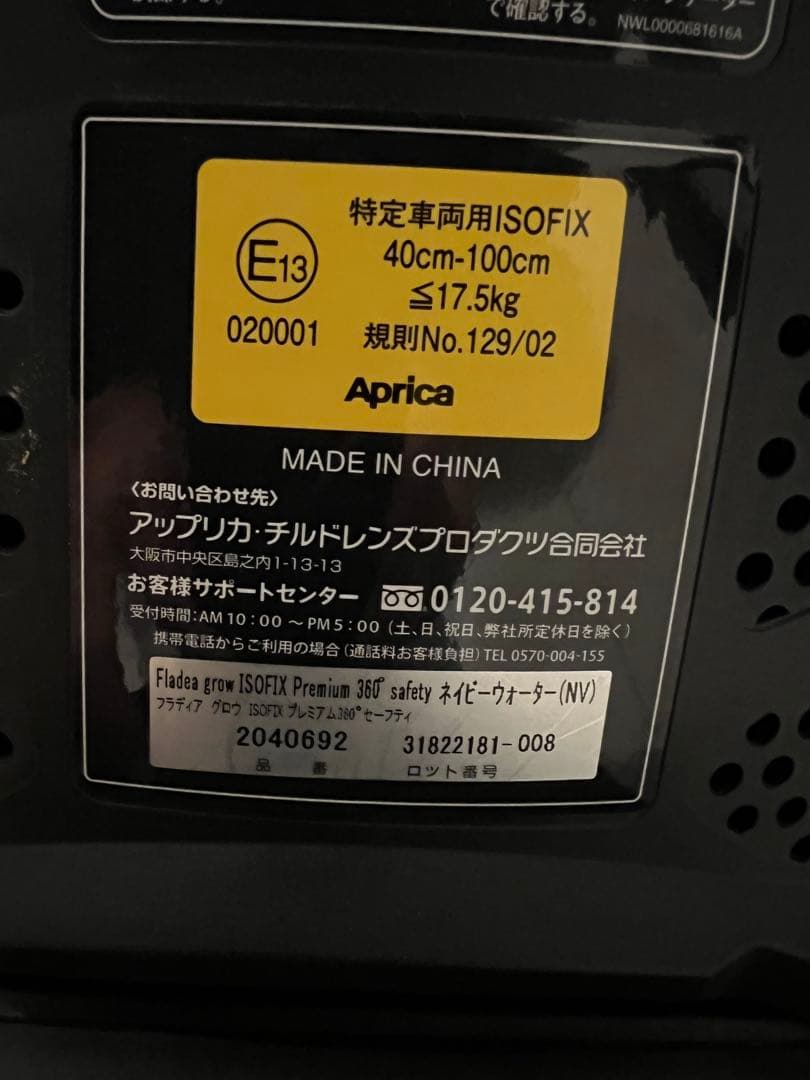 で確認する。
NWL0000681616A
E13
020001
特定車両用ISOFIX
40cm-100cm
≦17.5kg
規則No.129/02
Aprica
MADE IN CHINA
〈お問い合わせ先〉
アップリカ・チルドレンズプロダクツ合同会社
大阪市中央区島之内1-13-13
お客様サポートセンター 0120-415-814
受付時間：AM 10：00 ～ PM 5：00（土、日、祝日、弊社所定休日を除く）
携帯電話からご利用の場合（通話料お客様負担）TEL 0570-004-155
Fladea grow ISOFIX Premium 360° safety ネイビーウォーター(NV)
フラディア グロウ ISOFIX プレミアム360°セーフティ
2040692 31822181-008
品 番 ロット番号